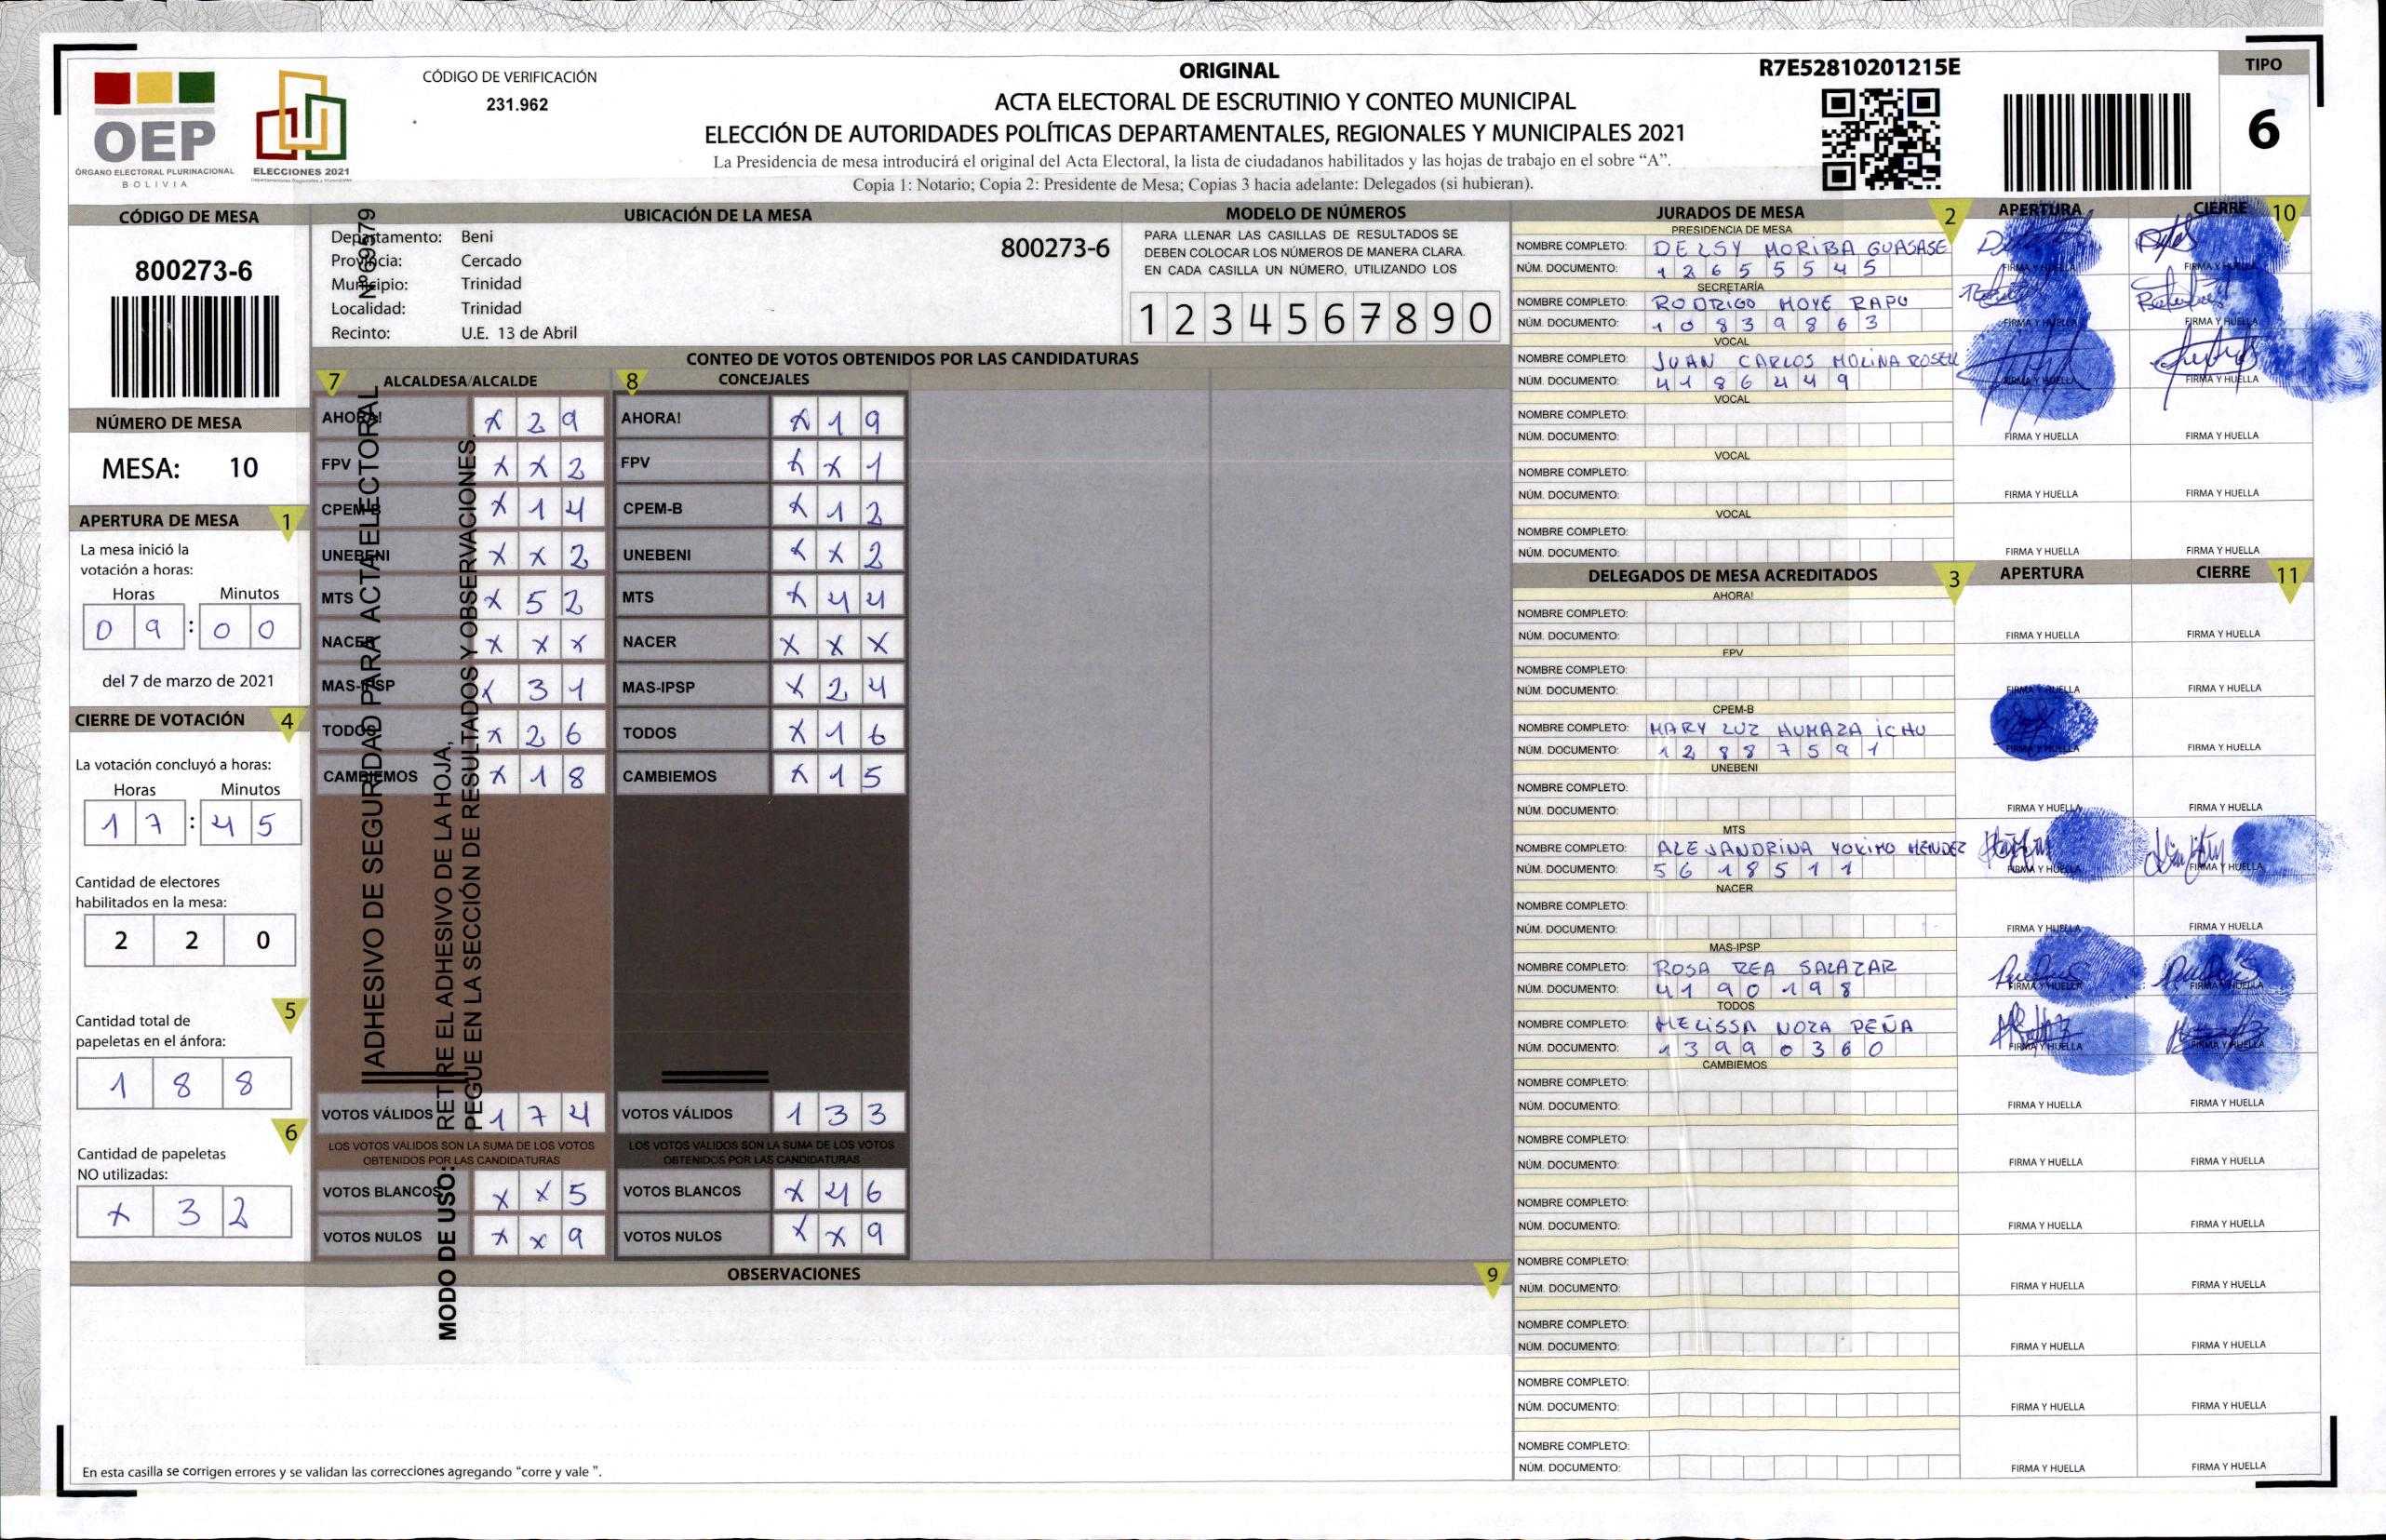 OEP
ÓRGANO ELECTORAL PLURINACIONAL
BOLIVIA
ELECCIONES 2021
CÓDIGO DE VERIFICACIÓN
231.962
ORIGINAL
ACTA ELECTORAL DE ESCRUTINIO Y CONTEO MUNICIPAL
ELECCIÓN DE AUTORIDADES POLÍTICAS DEPARTAMENTALES, REGIONALES Y MUNICIPALES 2021
La Presidencia de mesa introducirá el original del Acta Electoral, la lista de ciudadanos habilitados y las hojas de trabajo en el sobre “A”.
Copia 1: Notario; Copia 2: Presidente de Mesa; Copias 3 hacia adelante: Delegados (si hubieran).
R7E52810201215E
TIPO
6
CÓDIGO DE MESA
800273-6
NÚMERO DE MESA
MESA: 10
APERTURA DE MESA 1
La mesa inició la
votación a horas:
Horas Minutos
0 9 : 0 0
del 7 de marzo de 2021
CIERRE DE VOTACIÓN 4
La votación concluyó a horas:
Horas Minutos
1 7 : 4 5
Cantidad de electores
habilitados en la mesa:
2 2 0
5
Cantidad total de
papeletas en el ánfora:
1 8 8
6
Cantidad de papeletas
NO utilizadas:
x 3 2
UBICACIÓN DE LA MESA
Departamento: Beni
Provincia: Cercado
Municipio: Trinidad
Localidad: Trinidad
Recinto: U.E. 13 de Abril
800273-6
MODELO DE NÚMEROS
PARA LLENAR LAS CASILLAS DE RESULTADOS SE
DEBEN COLOCAR LOS NÚMEROS DE MANERA CLARA.
EN CADA CASILLA UN NÚMERO, UTILIZANDO LOS
1 2 3 4 5 6 7 8 9 0
Nº69579
ADHESIVO DE SEGURIDAD PARA ACTA ELECTORAL
MODO DE USO: RETIRE EL ADHESIVO DE LA HOJA,
PEGUE EN LA SECCIÓN DE RESULTADOS Y OBSERVACIONES.
CONTEO DE VOTOS OBTENIDOS POR LAS CANDIDATURAS
7 ALCALDESA/ALCALDE
AHORA! x 2 9
FPV x x 2
CPEM-B x 1 4
UNEBENI x x 2
MTS x 5 2
NACER x x x
MAS-IPSP x 3 1
TODOS x 2 6
CAMBIEMOS x 1 8
VOTOS VÁLIDOS 1 7 4
LOS VOTOS VÁLIDOS SON LA SUMA DE LOS VOTOS
OBTENIDOS POR LAS CANDIDATURAS
VOTOS BLANCOS x x 5
VOTOS NULOS x x 9
8 CONCEJALES
AHORA! x 1 9
FPV x x 1
CPEM-B x 1 2
UNEBENI x x 2
MTS x 4 4
NACER x x x
MAS-IPSP x 2 4
TODOS x 1 6
CAMBIEMOS x 1 5
VOTOS VÁLIDOS 1 3 3
LOS VOTOS VÁLIDOS SON LA SUMA DE LOS VOTOS
OBTENIDOS POR LAS CANDIDATURAS
VOTOS BLANCOS x 4 6
VOTOS NULOS x x 9
OBSERVACIONES 9
En esta casilla se corrigen errores y se validan las correcciones agregando “corre y vale ”.
JURADOS DE MESA 2 APERTURA CIERRE 10
PRESIDENCIA DE MESA
NOMBRE COMPLETO: DELSY MORIBA GUASASE
NÚM. DOCUMENTO: 1 2 6 5 5 5 4 5 FIRMA Y HUELLA FIRMA Y HUELLA
SECRETARÍA
NOMBRE COMPLETO: RODRIGO MOYE RAPU
NÚM. DOCUMENTO: 1 0 8 3 9 8 6 3 FIRMA Y HUELLA FIRMA Y HUELLA
VOCAL
NOMBRE COMPLETO: JUAN CARLOS MOLINA ROSELL
NÚM. DOCUMENTO: 4 1 8 6 4 4 9 FIRMA Y HUELLA
VOCAL
NOMBRE COMPLETO:
NÚM. DOCUMENTO: FIRMA Y HUELLA FIRMA Y HUELLA
VOCAL
NOMBRE COMPLETO:
NÚM. DOCUMENTO: FIRMA Y HUELLA FIRMA Y HUELLA
VOCAL
NOMBRE COMPLETO:
NÚM. DOCUMENTO: FIRMA Y HUELLA FIRMA Y HUELLA
DELEGADOS DE MESA ACREDITADOS 3 APERTURA CIERRE 11
AHORA!
NOMBRE COMPLETO:
NÚM. DOCUMENTO: FIRMA Y HUELLA FIRMA Y HUELLA
FPV
NOMBRE COMPLETO:
NÚM. DOCUMENTO: FIRMA Y HUELLA FIRMA Y HUELLA
CPEM-B
NOMBRE COMPLETO: MARY LUZ HUMAZA ICHU
NÚM. DOCUMENTO: 1 2 8 8 7 5 9 1 FIRMA Y HUELLA FIRMA Y HUELLA
UNEBENI
NOMBRE COMPLETO:
NÚM. DOCUMENTO: FIRMA Y HUELLA FIRMA Y HUELLA
MTS
NOMBRE COMPLETO: ALEJANDRINA YOKIMO MENDEZ
NÚM. DOCUMENTO: 5 6 1 8 5 1 1 FIRMA Y HUELLA FIRMA Y HUELLA
NACER
NOMBRE COMPLETO:
NÚM. DOCUMENTO: FIRMA Y HUELLA FIRMA Y HUELLA
MAS-IPSP
NOMBRE COMPLETO: ROSA REA SALAZAR
NÚM. DOCUMENTO: 4 1 9 0 1 9 8 FIRMA Y HUELLA FIRMA Y HUELLA
TODOS
NOMBRE COMPLETO: MELISSA NOZA PEÑA
NÚM. DOCUMENTO: 1 3 9 9 0 3 6 0 FIRMA Y HUELLA FIRMA Y HUELLA
CAMBIEMOS
NOMBRE COMPLETO:
NÚM. DOCUMENTO: FIRMA Y HUELLA FIRMA Y HUELLA
NOMBRE COMPLETO:
NÚM. DOCUMENTO: FIRMA Y HUELLA FIRMA Y HUELLA
NOMBRE COMPLETO:
NÚM. DOCUMENTO: FIRMA Y HUELLA FIRMA Y HUELLA
NOMBRE COMPLETO:
NÚM. DOCUMENTO: FIRMA Y HUELLA FIRMA Y HUELLA
NOMBRE COMPLETO:
NÚM. DOCUMENTO: FIRMA Y HUELLA FIRMA Y HUELLA
NOMBRE COMPLETO:
NÚM. DOCUMENTO: FIRMA Y HUELLA FIRMA Y HUELLA
NOMBRE COMPLETO:
NÚM. DOCUMENTO: FIRMA Y HUELLA FIRMA Y HUELLA